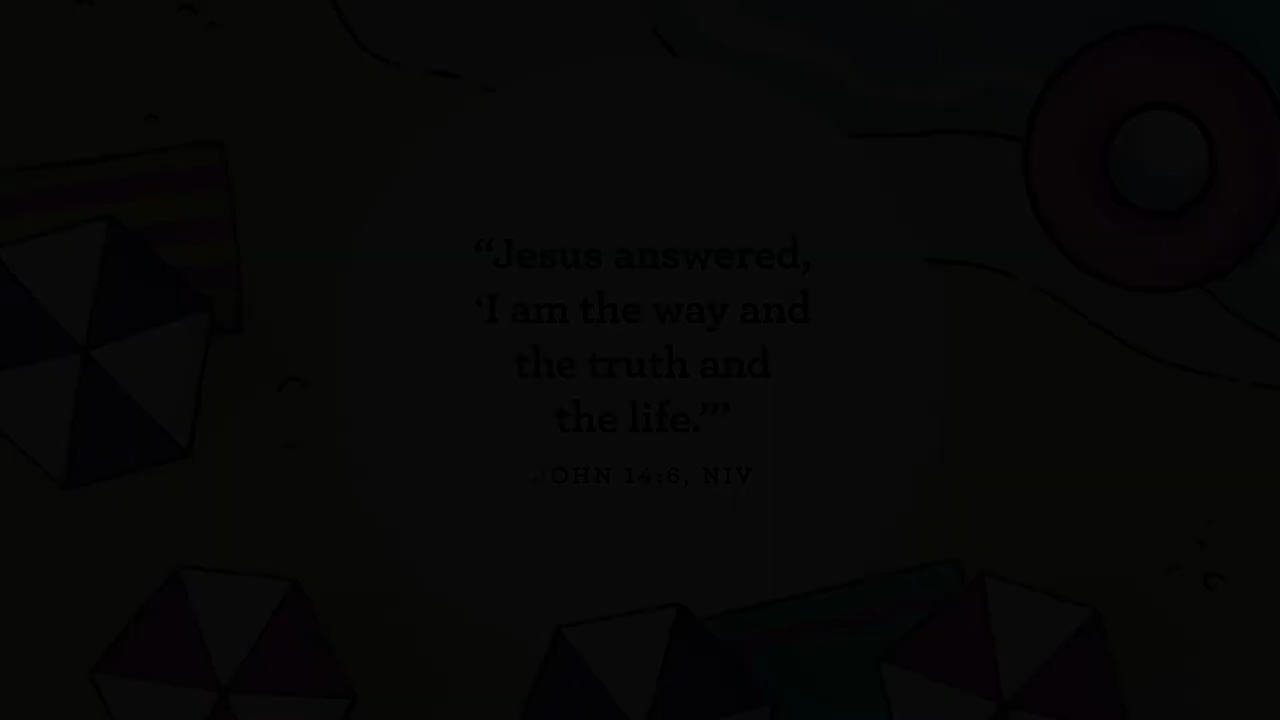 “Jesus answered,
‘I am the way and
the truth and
the life.’”
JOHN 14:6, NIV